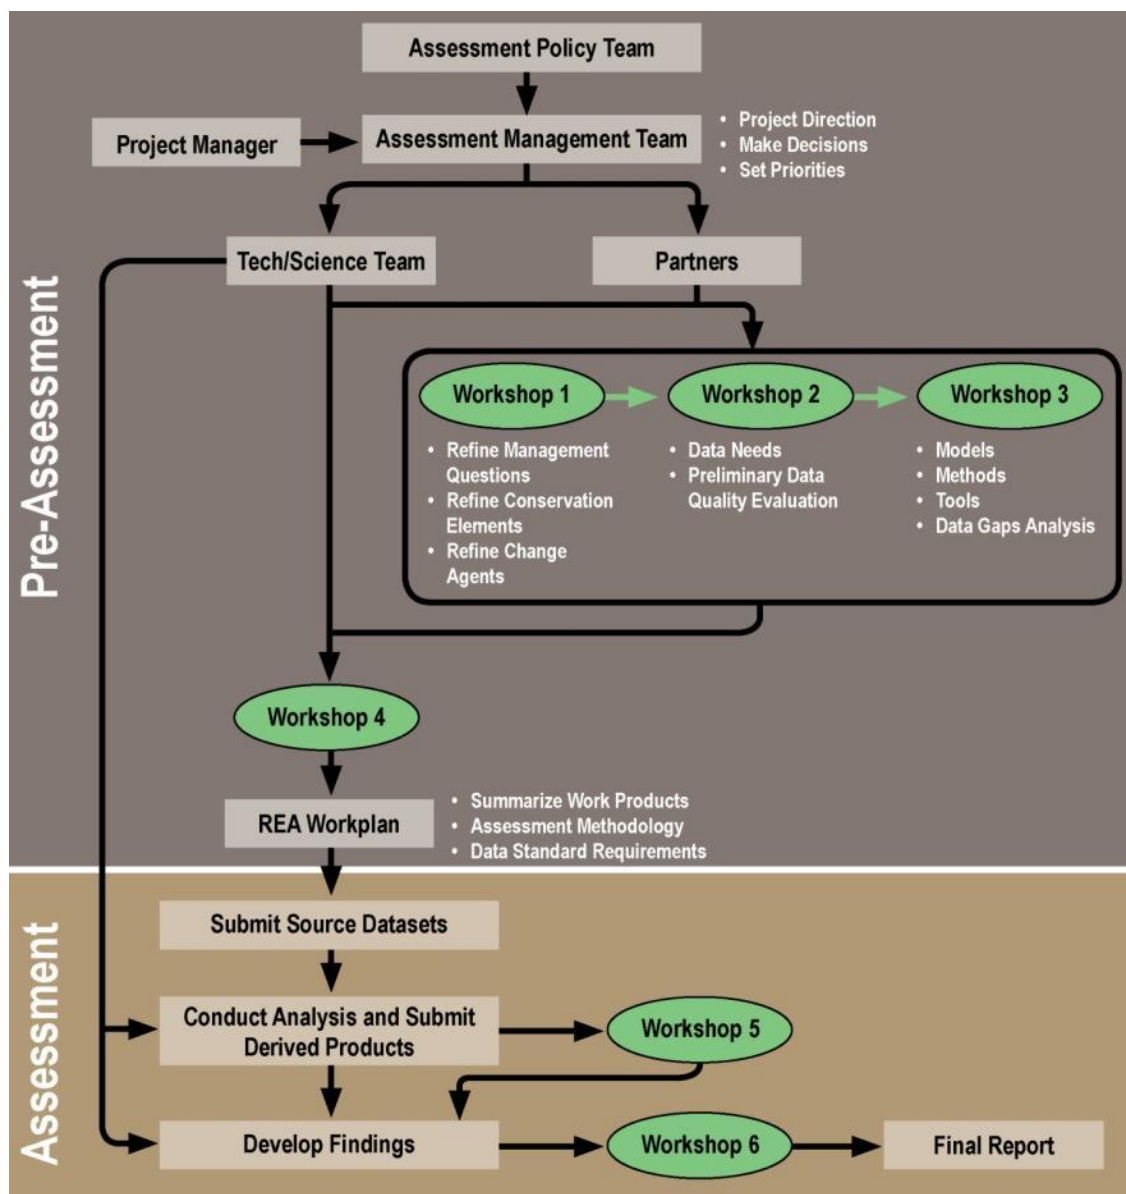 Assessment Policy Team
Project Manager
Assessment Management Team
• Project Direction
• Make Decisions
• Set Priorities
Tech/Science Team
Partners
Pre-Assessment
Workshop 1
• Refine Management
Questions
• Refine Conservation
Elements
• Refine Change
Agents
Workshop 2
• Data Needs
• Preliminary Data
Quality Evaluation
Workshop 3
• Models
• Methods
• Tools
• Data Gaps Analysis
Workshop 4
REA Workplan
• Summarize Work Products
• Assessment Methodology
• Data Standard Requirements
Assessment
Submit Source Datasets
Conduct Analysis and Submit
Derived Products
Workshop 5
Develop Findings
Workshop 6
Final Report